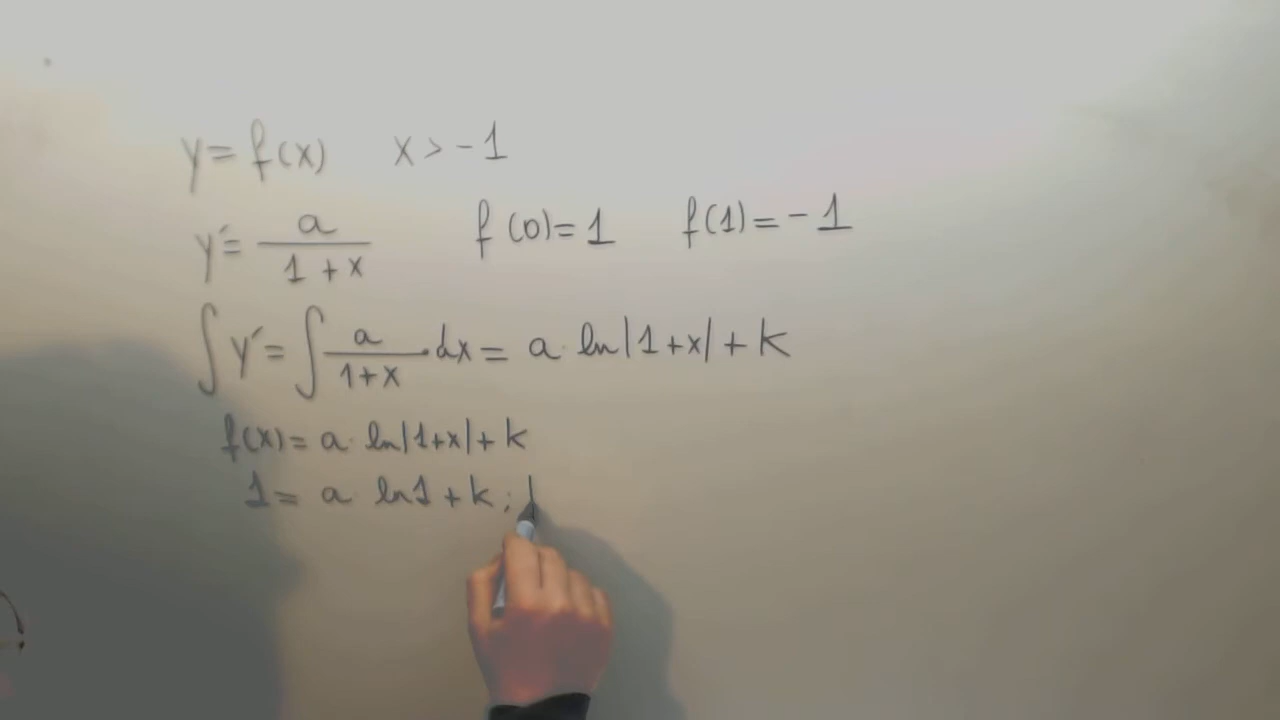 y = f(x) x > -1
y' = a / (1 + x) f(0) = 1 f(1) = -1
∫ y' = ∫ a / (1+x) · dx = a · ln|1+x| + k
f(x) = a · ln|1+x| + k
1 = a ln1 + k ;